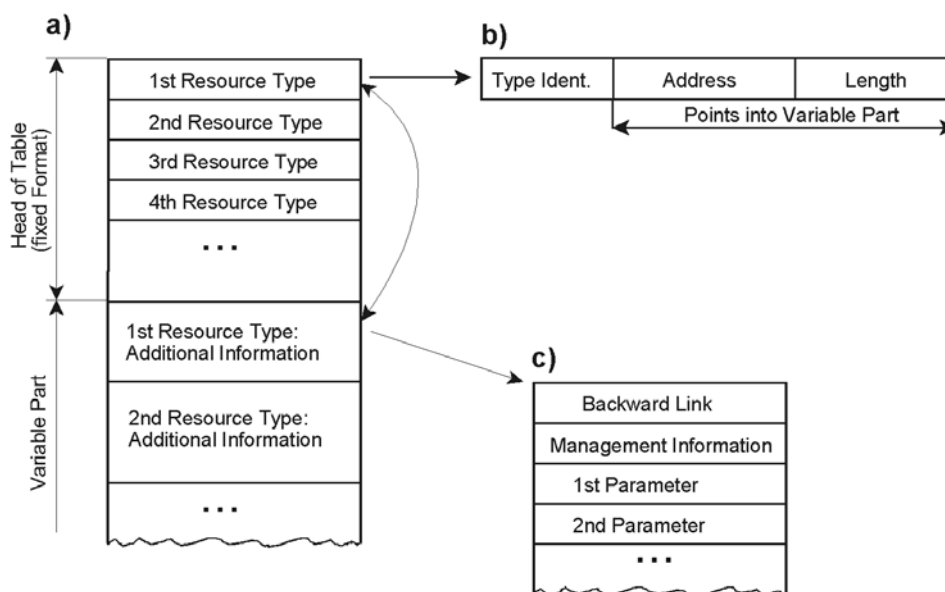 a)
Head of Table
(fixed Format)
1st Resource Type
2nd Resource Type
3rd Resource Type
4th Resource Type
...
Variable Part
1st Resource Type:
Additional Information
2nd Resource Type:
Additional Information
...
b)
Type Ident.
Address
Length
Points into Variable Part
c)
Backward Link
Management Information
1st Parameter
2nd Parameter
...